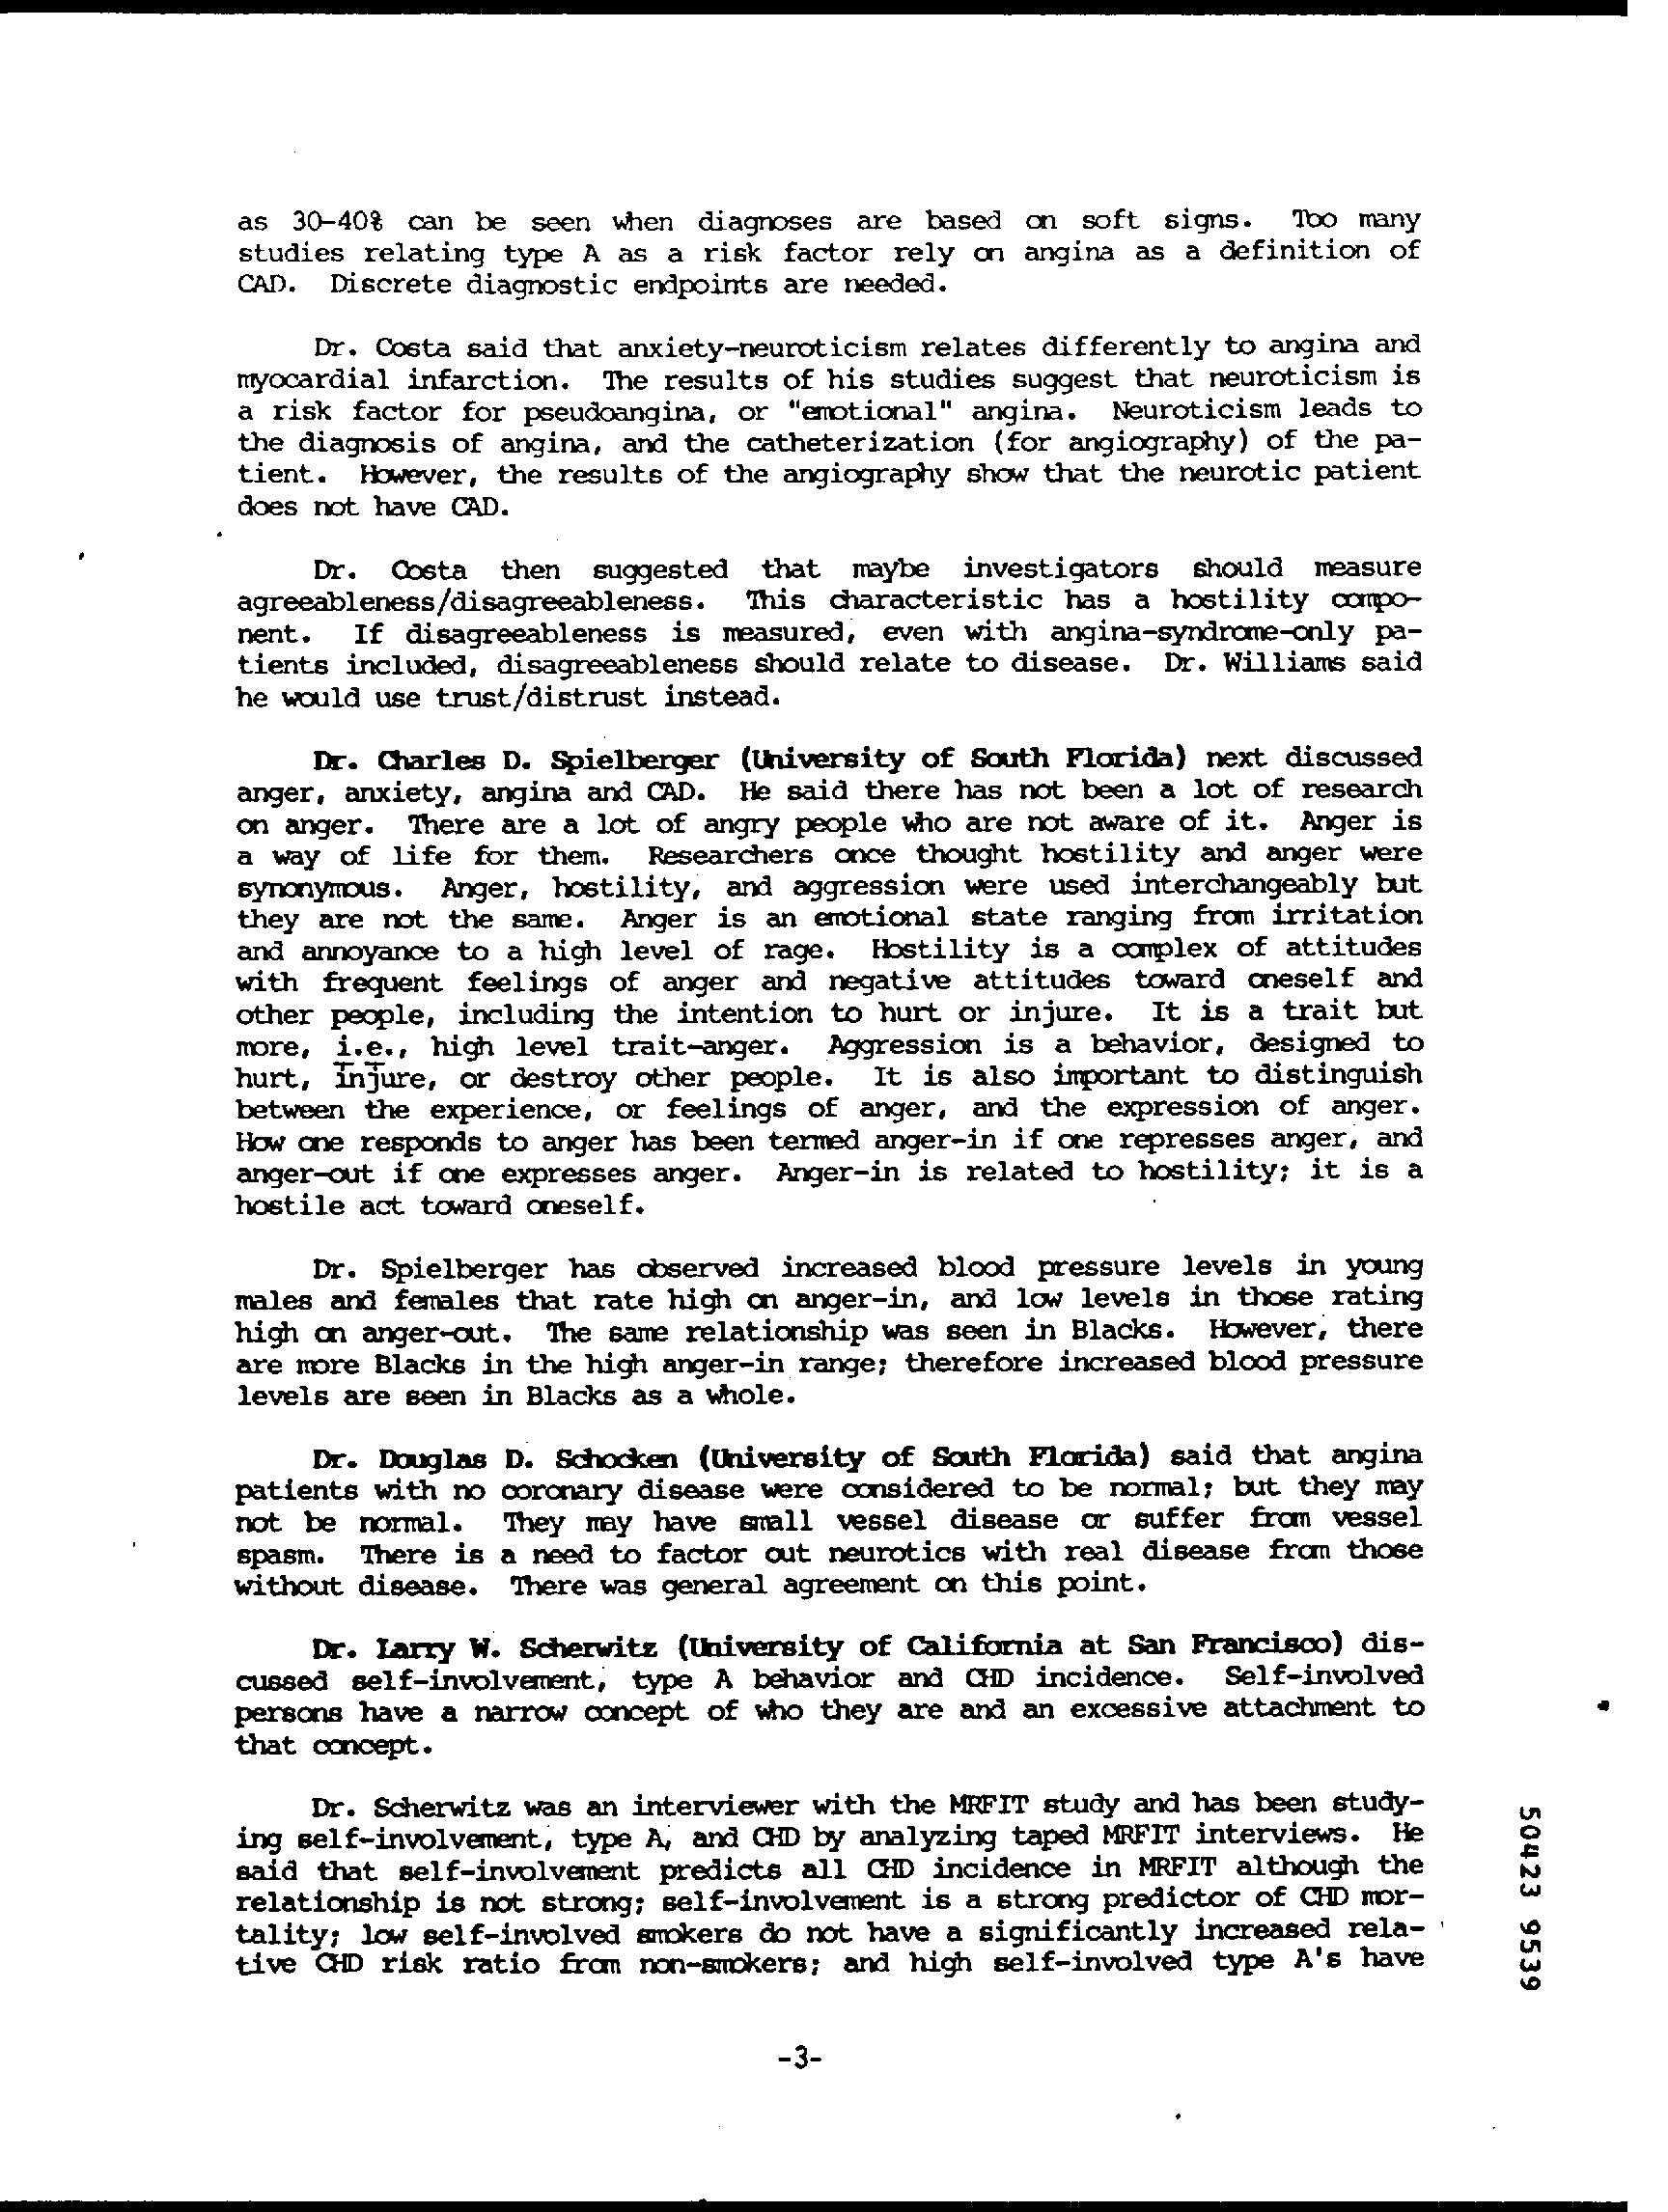 as 30-40% can be seen when diagnoses are based on soft signs. Too many
studies relating type A as a risk factor rely on angina as a definition of
CAD. Discrete diagnostic endpoints are needed.
Dr. Costa said that anxiety-neuroticism relates differently to angina and
myocardial infarction. The results of his studies suggest that neuroticism is
a risk factor for pseudoangina, or "emotional" angina. Neuroticism leads to
the diagnosis of angina, and the catheterization (for angiography) of the pa-
tient. However, the results of the angiography show that the neurotic patient
does not have CAD.
Dr. Costa then suggested that maybe investigators should measure
agreeableness/disagreeableness. This characteristic has a hostility compo-
nent. If disagreeableness is measured, even with angina-syndrome-only pa-
tients included, disagreeableness should relate to disease. Dr. Williams said
he would use trust/distrust instead.
Dr. Charles D. Spielberger (University of South Florida) next discussed
anger, anxiety, angina and CAD. He said there has not been a lot of research
on anger. There are a lot of angry people who are not aware of it. Anger is
a way of life for them. Researchers once thought hostility and anger were
synonymous. Anger, hostility, and aggression were used interchangeably but
they are not the same. Anger is an emotional state ranging from irritation
and annoyance to a high level of rage. Hostility is a complex of attitudes
with frequent feelings of anger and negative attitudes toward oneself and
other people, including the intention to hurt or injure. It is a trait but
more, i.e., high level trait-anger. Aggression is a behavior, designed to
hurt, injure, or destroy other people. It is also important to distinguish
between the experience, or feelings of anger, and the expression of anger.
How one responds to anger has been termed anger-in if one represses anger, and
anger-out if one expresses anger. Anger-in is related to hostility; it is a
hostile act toward oneself.
Dr. Spielberger has observed increased blood pressure levels in young
males and females that rate high on anger-in, and low levels in those rating
high on anger-out. The same relationship was seen in Blacks. However, there
are more Blacks in the high anger-in range; therefore increased blood pressure
levels are seen in Blacks as a whole.
Dr. Douglas D. Schocken (University of South Florida) said that angina
patients with no coronary disease were considered to be normal; but they may
not be normal. They may have small vessel disease or suffer from vessel
spasm. There is a need to factor out neurotics with real disease from those
without disease. There was general agreement on this point.
Dr. Larry W. Scherwitz (University of California at San Francisco) dis-
cussed self-involvement, type A behavior and CHD incidence. Self-involved
persons have a narrow concept of who they are and an excessive attachment to
that concept.
Dr. Scherwitz was an interviewer with the MRFIT study and has been study-
ing self-involvement, type A, and CHD by analyzing taped MRFIT interviews. He
said that self-involvement predicts all CHD incidence in MRFIT although the
relationship is not strong; self-involvement is a strong predictor of CHD mor-
tality; low self-involved smokers do not have a significantly increased rela-
tive CHD risk ratio from non-smokers; and high self-involved type A's have
-3-
50423 9539